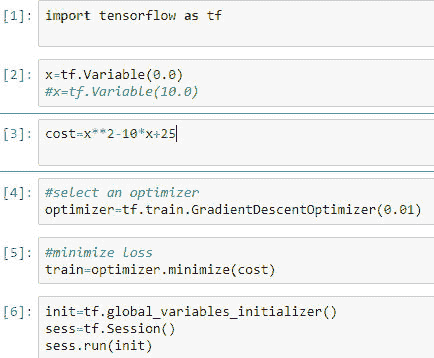 [1]: import tensorflow as tf
[2]: x=tf.Variable(0.0)
#x=tf.Variable(10.0)
[3]: cost=x**2-10*x+25
[4]: #select an optimizer
optimizer=tf.train.GradientDescentOptimizer(0.01)
[5]: #minimize loss
train=optimizer.minimize(cost)
[6]: init=tf.global_variables_initializer()
sess=tf.Session()
sess.run(init)